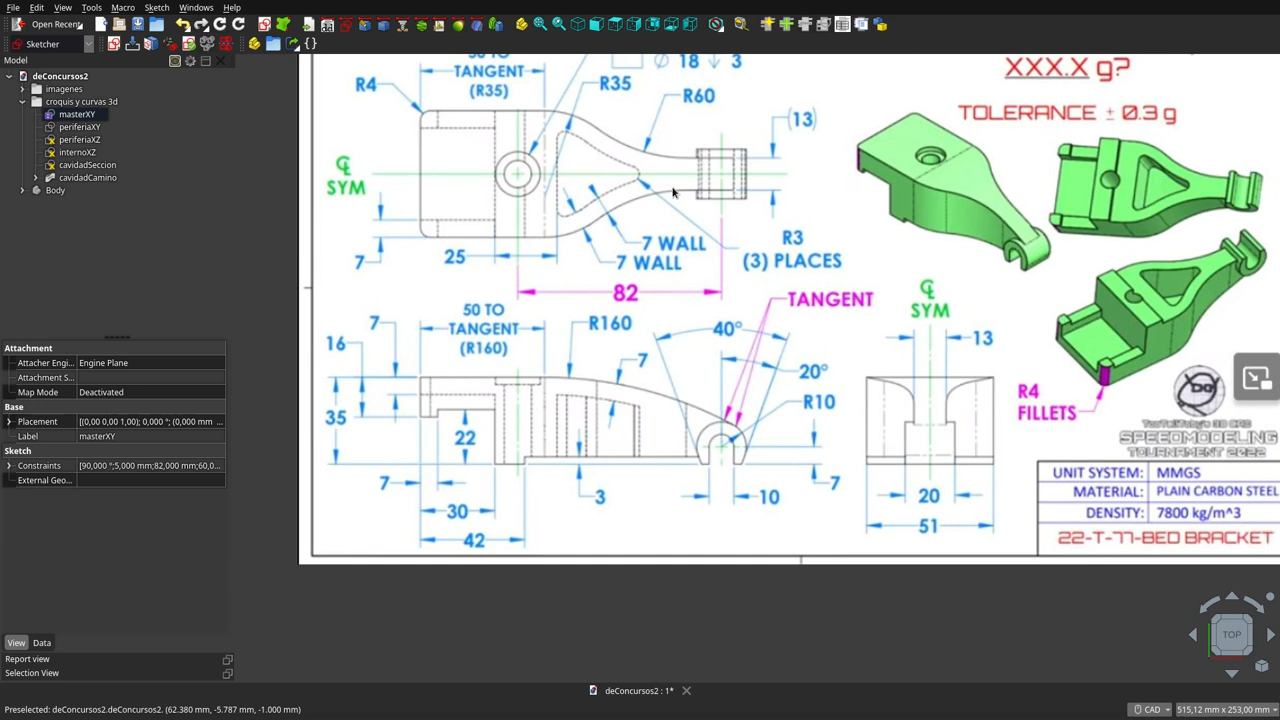 File Edit View Tools Macro Sketch Windows Help
Open Recent
Sketcher
Model
deConcursos2
imagenes
croquis y curvas 3d
masterXY
periferiaXY
periferiaXZ
internoXZ
cavidadSeccion
cavidadCamino
Body
Attachment
Attacher Engi... Engine Plane
Attachment S...
Map Mode Deactivated
Base
Placement [(0,00 0,00 1,00); 0,000 °; (0,000 mm ...
Label masterXY
Sketch
Constraints [90,000 °;5,000 mm;82,000 mm;60,0...
External Geo...
View Data
Report view
Selection View
Preselected: deConcursos2.deConcursos2. (62.380 mm, -5.787 mm, -1.000 mm)
TANGENT
(R35)
R4
R35
∅ 18 ↓ 3
R60
(13)
℄
SYM
7
25
7 WALL
7 WALL
R3
(3) PLACES
82
XXX.X g?
TOLERANCE ± 0.3 g
50 TO
TANGENT
(R160)
7
16
35
22
R160
7
40°
TANGENT
20°
R10
7
3
10
7
30
42
℄
SYM
13
20
51
R4
FILLETS
SPEEDMODELING
TOURNAMENT 2022
UNIT SYSTEM: MMGS
MATERIAL: PLAIN CARBON STEEL
DENSITY: 7800 kg/m^3
22-T-77-BED BRACKET
TOP
deConcursos2 : 1*
CAD
515,12 mm x 253,00 mm